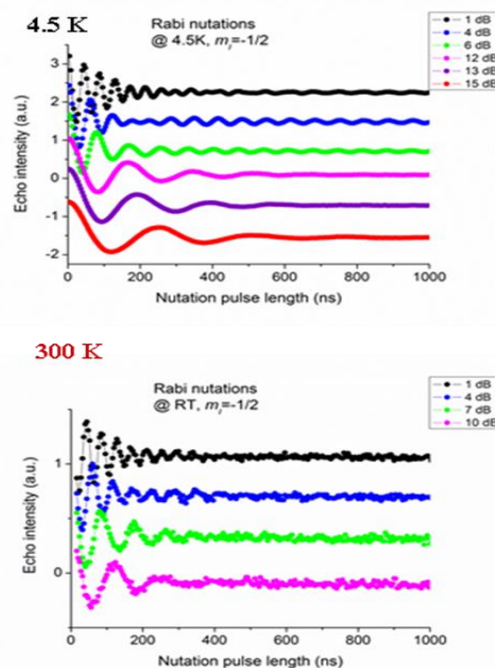 4.5 K
Rabi nutations
@ 4.5K, mI=-1/2
1 dB
4 dB
6 dB
12 dB
13 dB
15 dB
Echo intensity (a.u.)
3
2
1
0
-1
-2
0
200
400
600
800
1000
Nutation pulse length (ns)
300 K
Rabi nutations
@ RT, mI=-1/2
1 dB
4 dB
7 dB
10 dB
Echo intensity (a.u.)
1
0
0
200
400
600
800
1000
Nutation pulse length (ns)